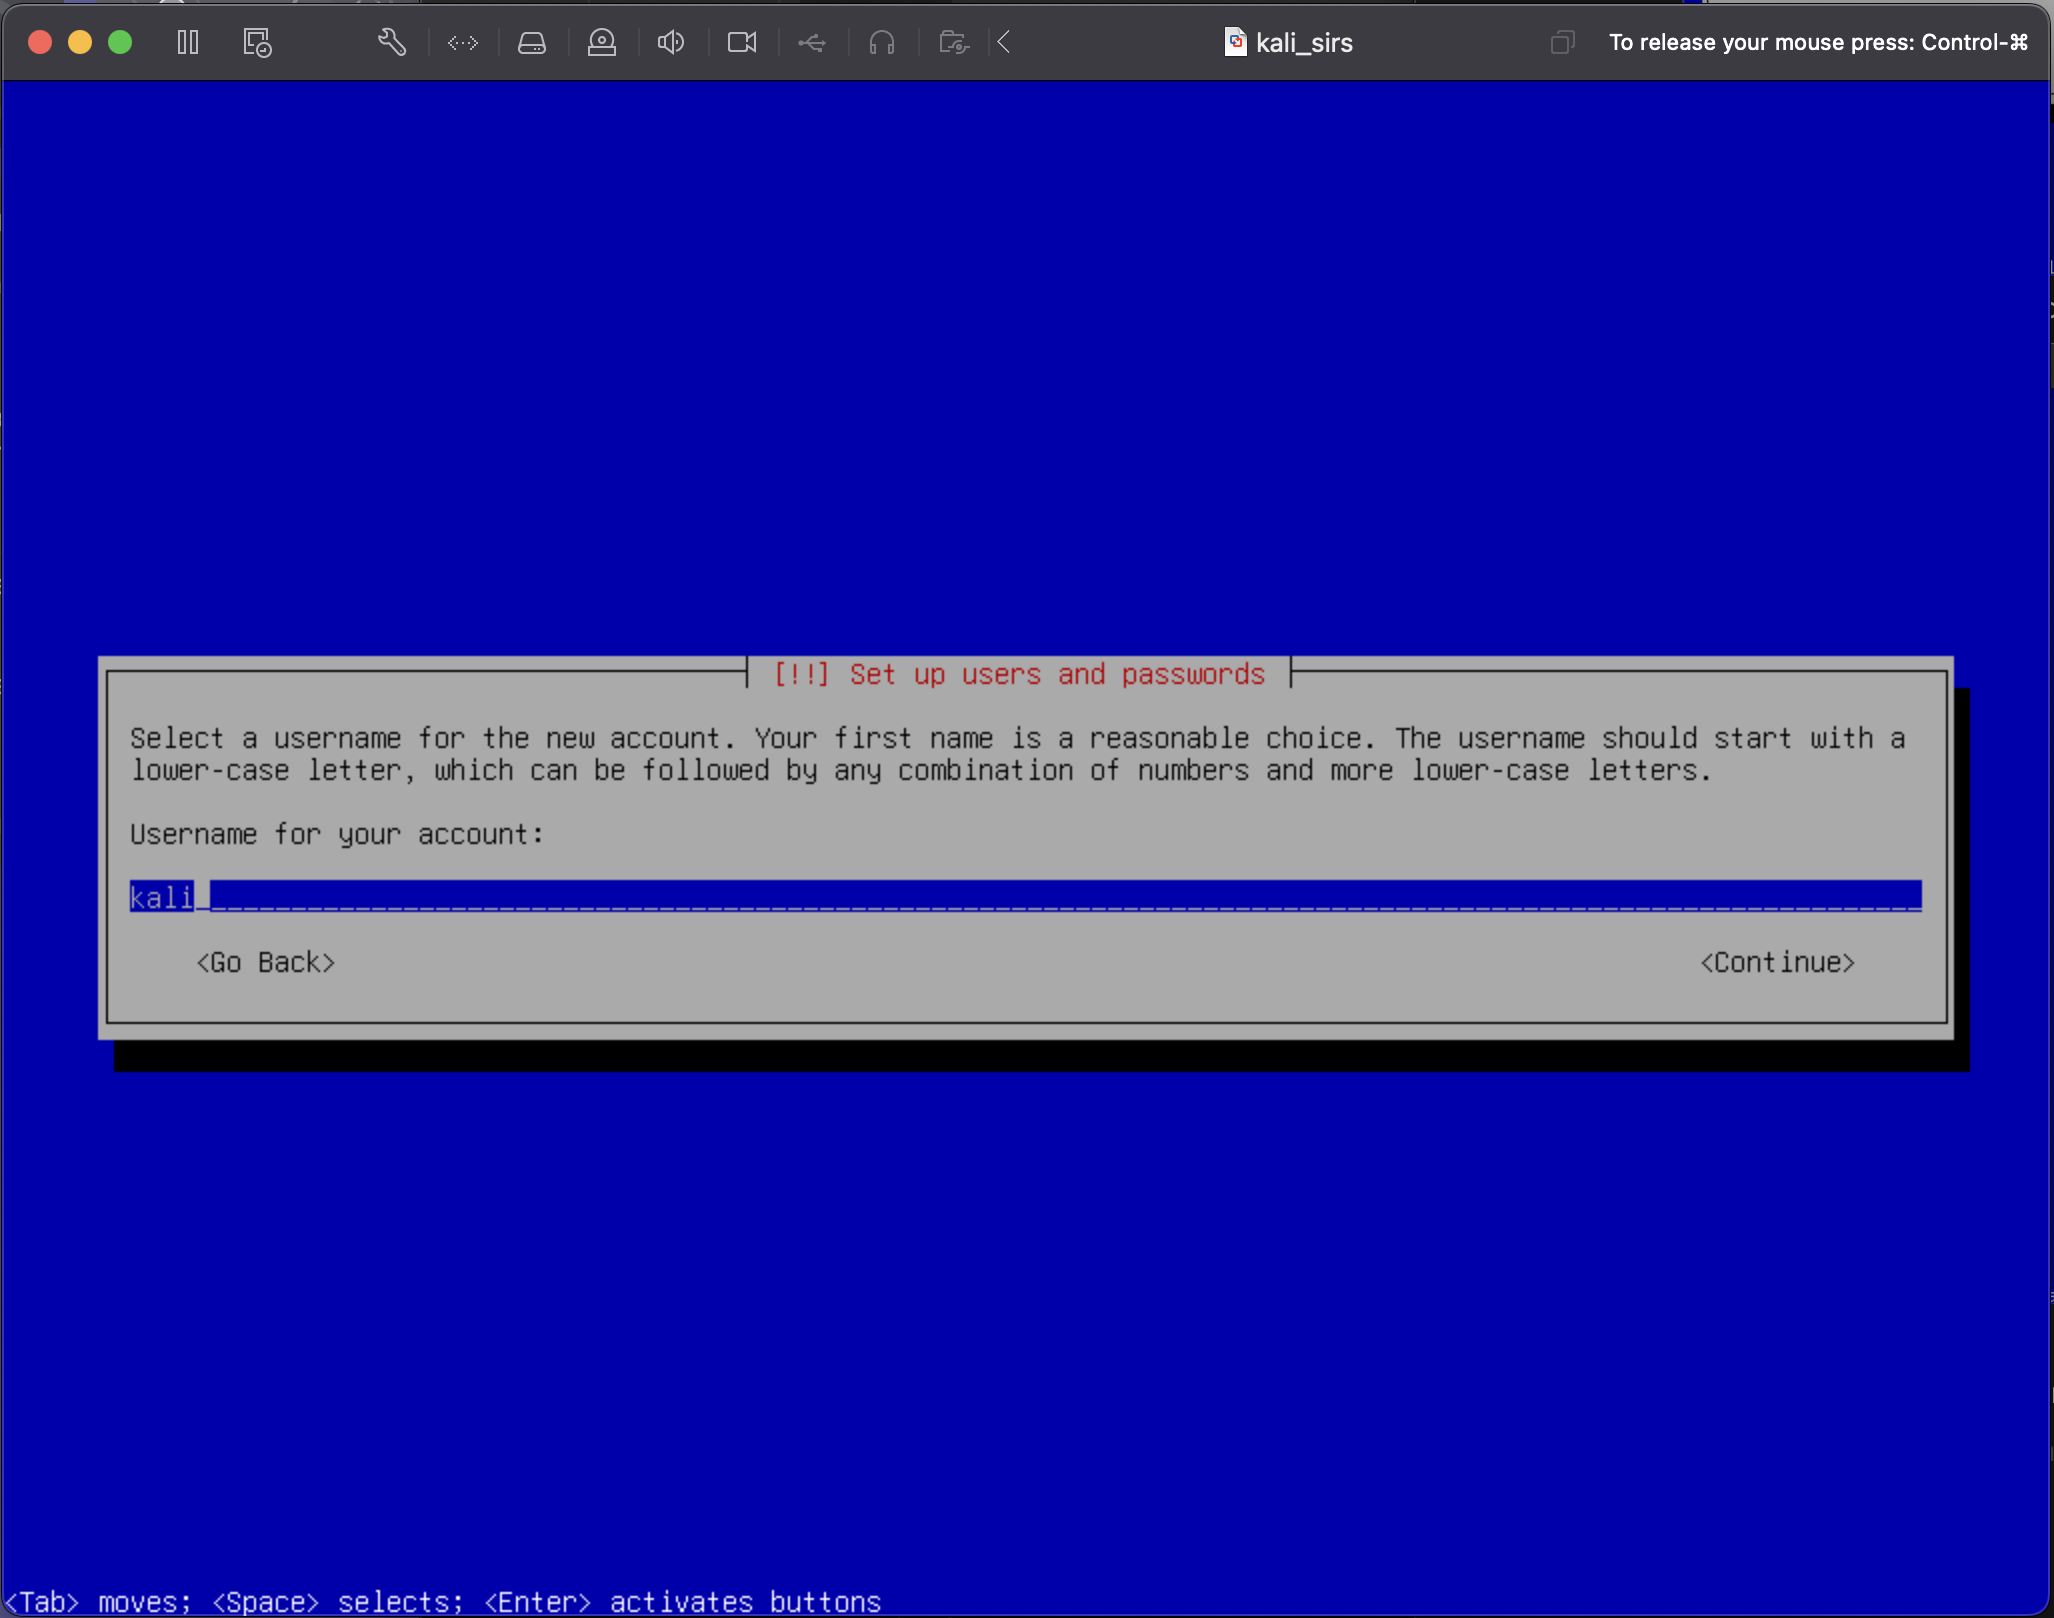 kali_sirs
To release your mouse press: Control-⌘
[!!] Set up users and passwords
Select a username for the new account. Your first name is a reasonable choice. The username should start with a
lower-case letter, which can be followed by any combination of numbers and more lower-case letters.
Username for your account:
kali
<Go Back>
<Continue>
<Tab> moves; <Space> selects; <Enter> activates buttons